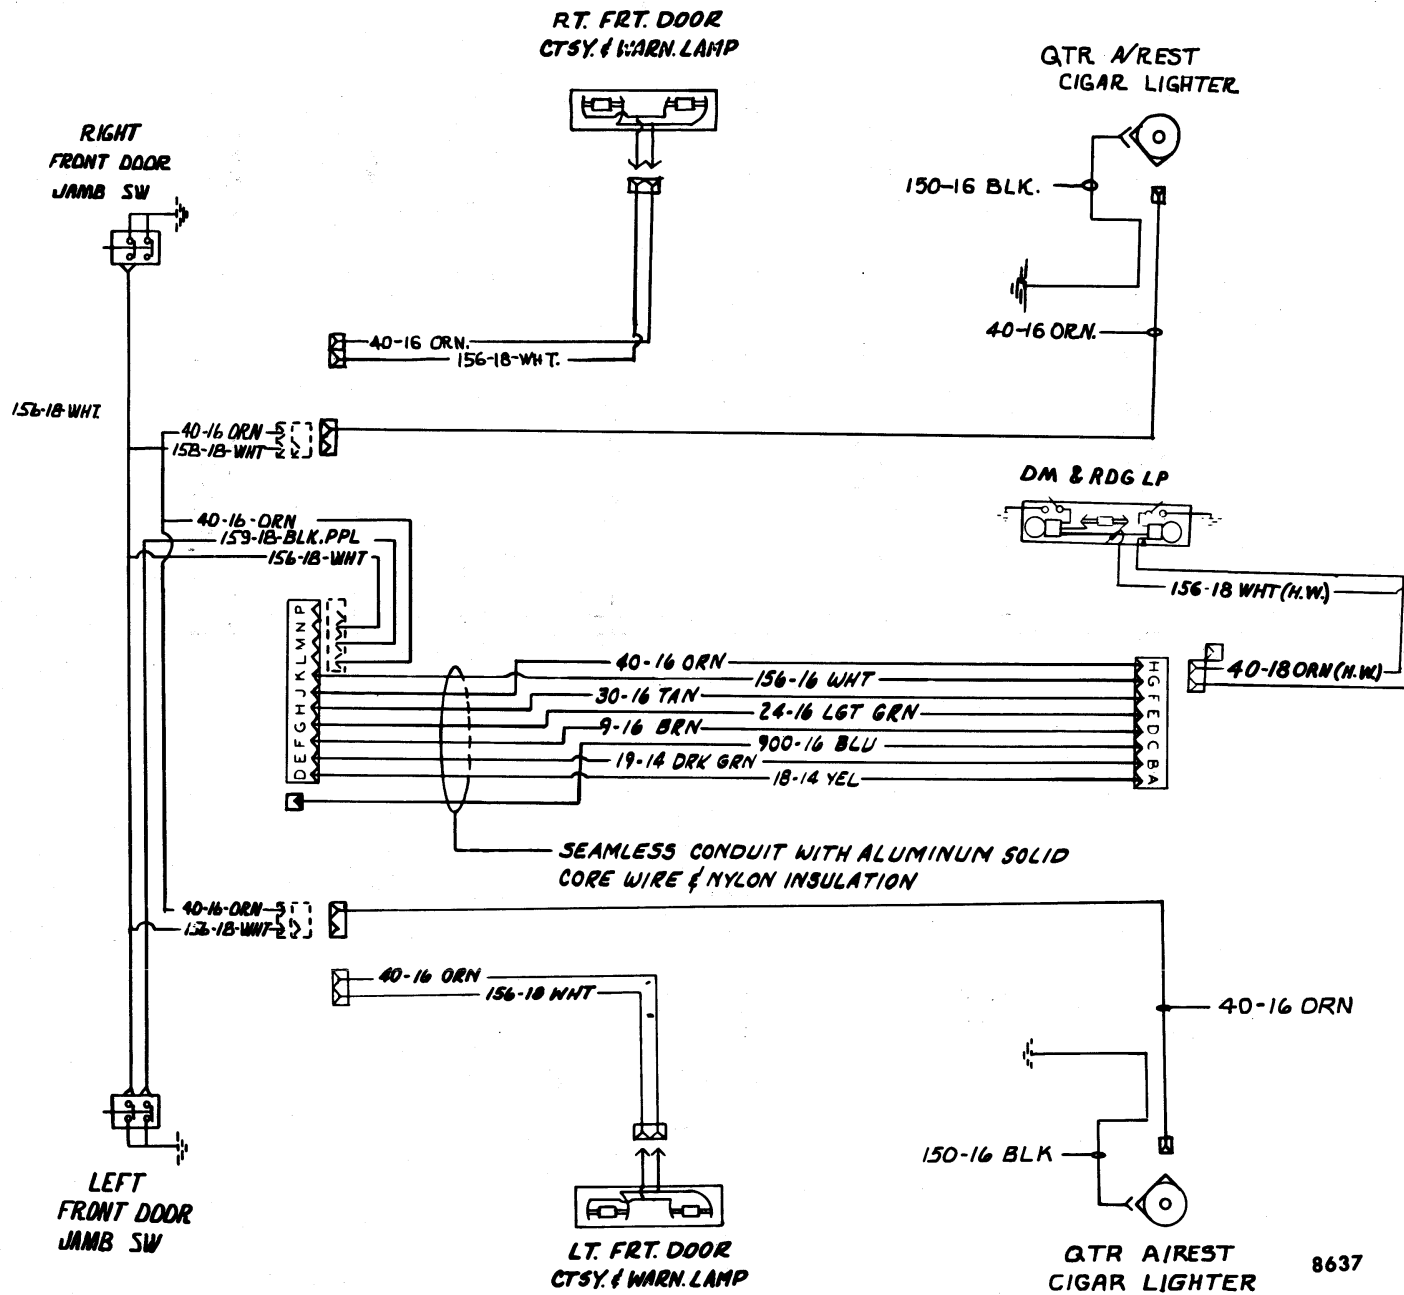 RT. FRT. DOOR
CTSY. & WARN. LAMP
QTR A/REST
CIGAR LIGHTER
RIGHT
FRONT DOOR
JAMB SW
150-16 BLK.
40-16 ORN.
40-16 ORN.
156-18-WHT.
156-18-WHT.
40-16 ORN
158-18-WHT
DM & RDG LP
40-16-ORN
159-18-BLK.PPL
156-18-WHT
156-18 WHT (H.W.)
D E F G H J K L M N P
40-16 ORN
156-16 WHT
30-16 TAN
24-16 LGT GRN
9-16 BRN
900-16 BLU
19-14 DRK GRN
18-14 YEL
H G F E D C B A
40-18 ORN (H.W.)
SEAMLESS CONDUIT WITH ALUMINUM SOLID
CORE WIRE & NYLON INSULATION
40-16-ORN
156-18-WHT
40-16 ORN
156-18 WHT
40-16 ORN
150-16 BLK
LEFT
FRONT DOOR
JAMB SW
LT. FRT. DOOR
CTSY. & WARN. LAMP
QTR A/REST
CIGAR LIGHTER
8637